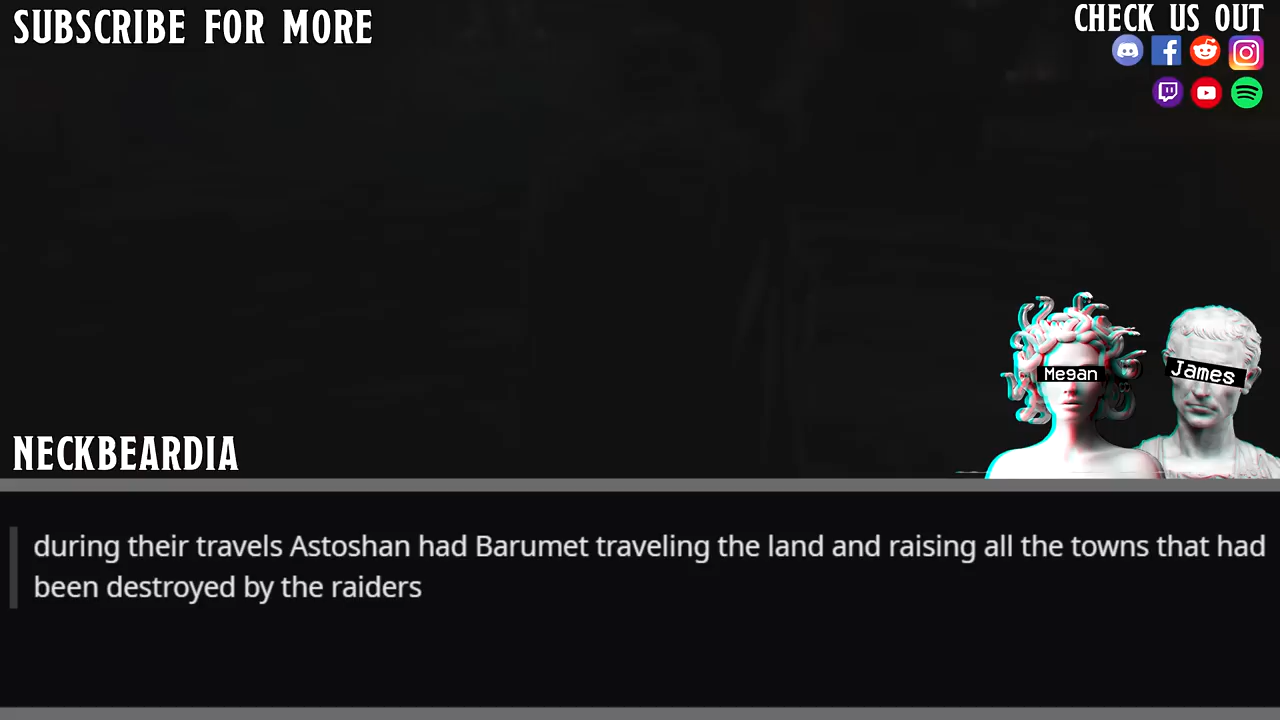 SUBSCRIBE FOR MORE
CHECK US OUT
Megan
James
NECKBEARDIA
during their travels Astoshan had Barumet traveling the land and raising all the towns that had
been destroyed by the raiders